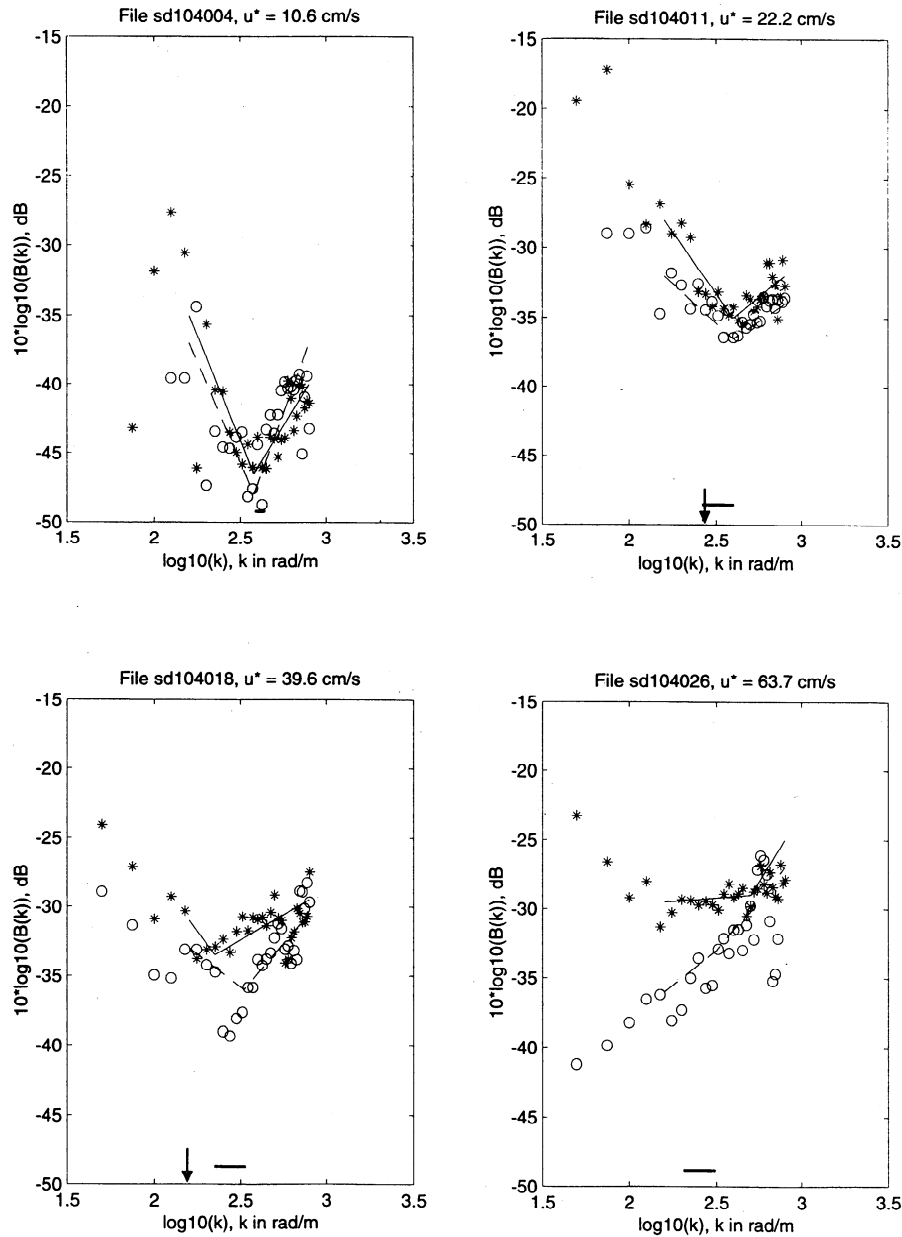 File sd104004, u* = 10.6 cm/s
-15
-20
-25
-30
-35
-40
-45
-50
10*log10(B(k)), dB
1.5 2 2.5 3 3.5
log10(k), k in rad/m
File sd104011, u* = 22.2 cm/s
-15
-20
-25
-30
-35
-40
-45
-50
10*log10(B(k)), dB
1.5 2 2.5 3 3.5
log10(k), k in rad/m
File sd104018, u* = 39.6 cm/s
-15
-20
-25
-30
-35
-40
-45
-50
10*log10(B(k)), dB
1.5 2 2.5 3 3.5
log10(k), k in rad/m
File sd104026, u* = 63.7 cm/s
-15
-20
-25
-30
-35
-40
-45
-50
10*log10(B(k)), dB
1.5 2 2.5 3 3.5
log10(k), k in rad/m